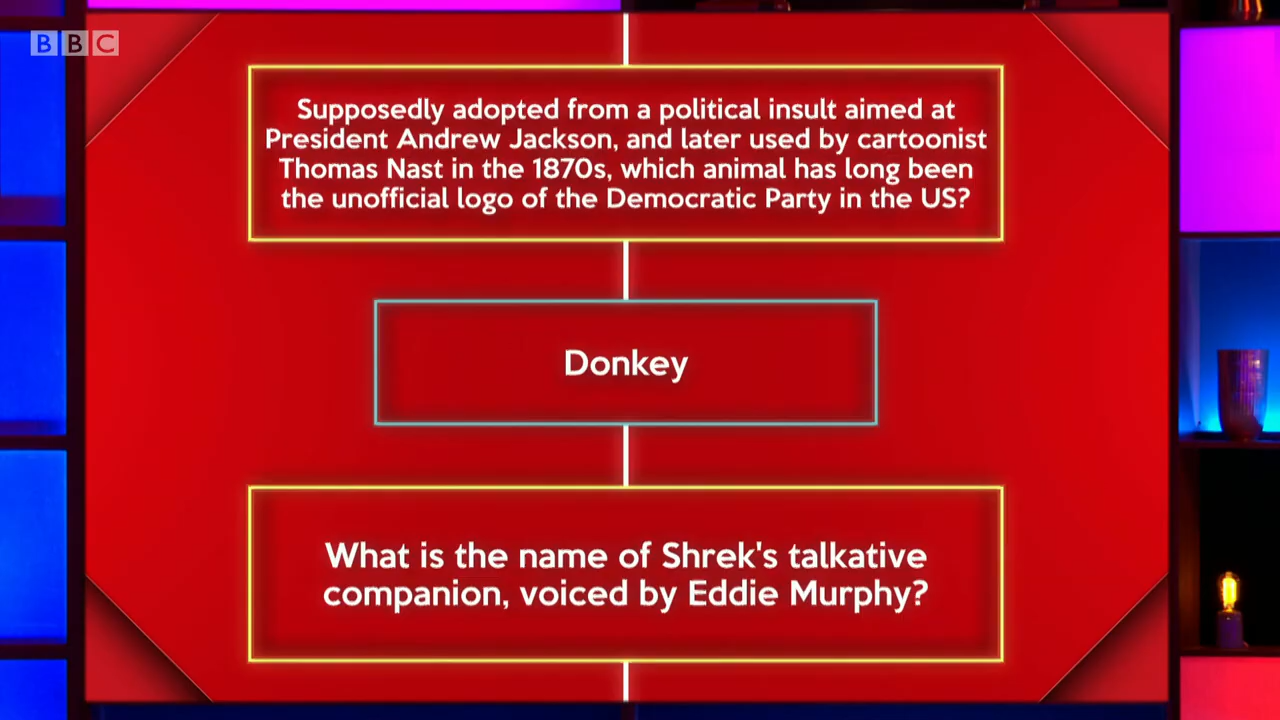 BBC
Supposedly adopted from a political insult aimed at
President Andrew Jackson, and later used by cartoonist
Thomas Nast in the 1870s, which animal has long been
the unofficial logo of the Democratic Party in the US?
Donkey
What is the name of Shrek's talkative
companion, voiced by Eddie Murphy?